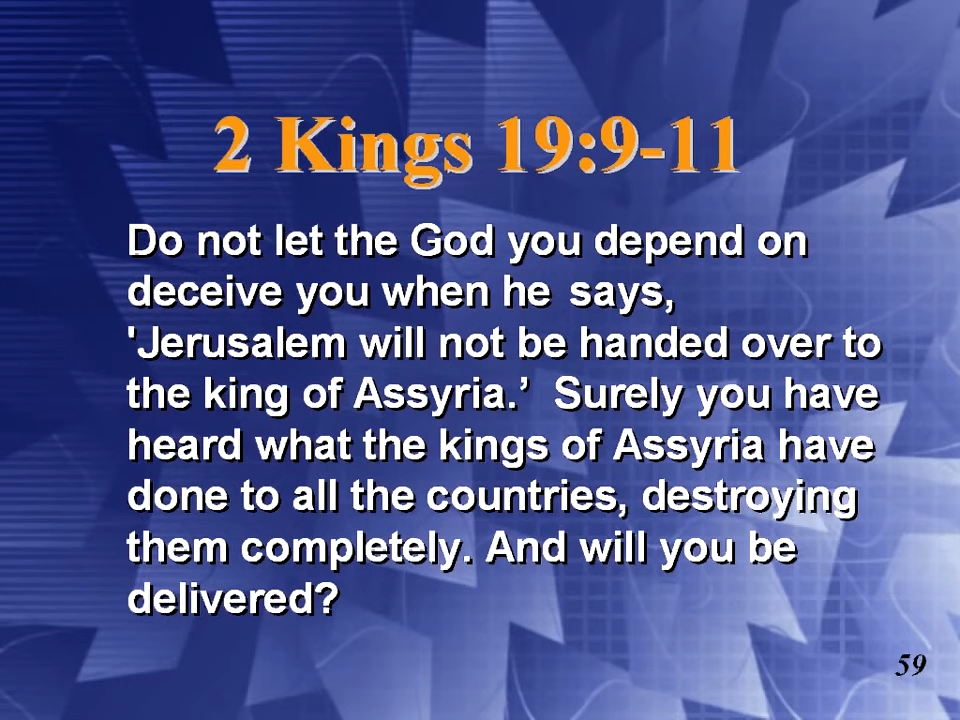 2 Kings 19:9-11
Do not let the God you depend on
deceive you when he says,
'Jerusalem will not be handed over to
the king of Assyria.’  Surely you have
heard what the kings of Assyria have
done to all the countries, destroying
them completely. And will you be
delivered?
59